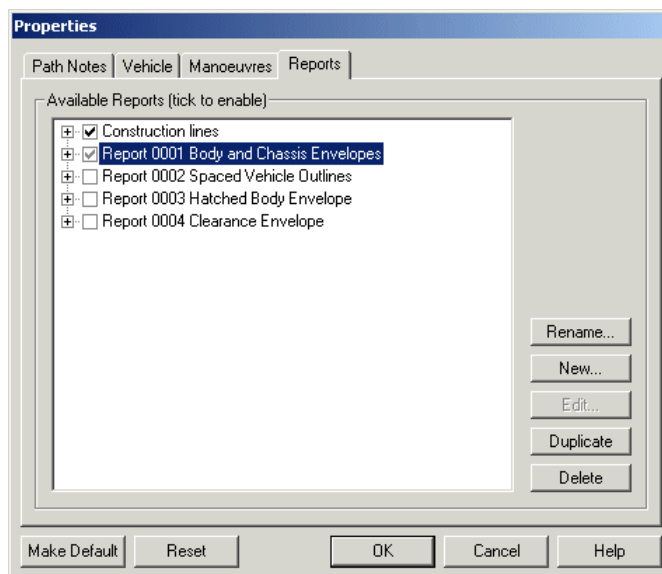 Properties
Path Notes Vehicle Manoeuvres Reports
Available Reports (tick to enable)
Construction lines
Report 0001 Body and Chassis Envelopes
Report 0002 Spaced Vehicle Outlines
Report 0003 Hatched Body Envelope
Report 0004 Clearance Envelope
Rename...
New...
Edit...
Duplicate
Delete
Make Default Reset OK Cancel Help